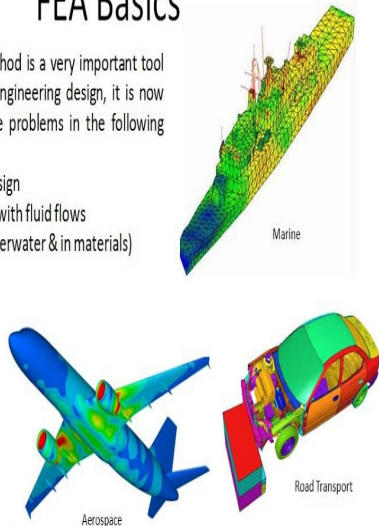 FEA Basics
hod is a very important tool
ngineering design, it is now
e problems in the following
sign
with fluid flows
erwater & in materials)
Marine
Aerospace
Road Transport